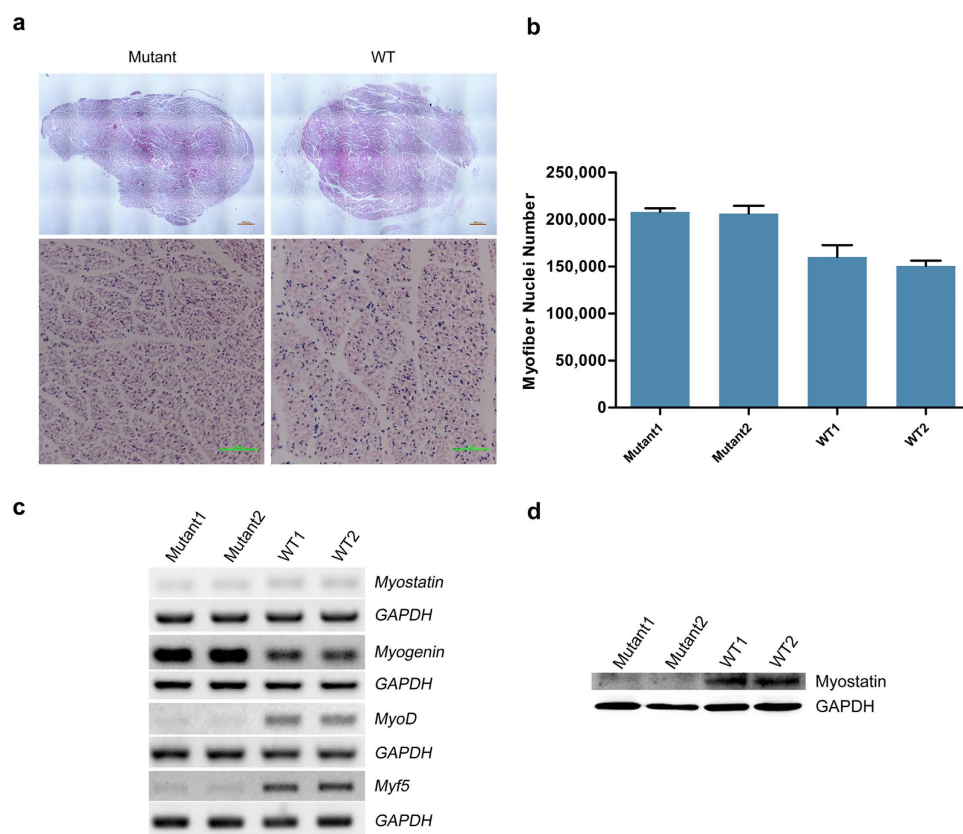 a
Mutant
WT
b
Myofiber Nuclei Number
250,000
200,000
150,000
100,000
50,000
0
Mutant1
Mutant2
WT1
WT2
c
Mutant1
Mutant2
WT1
WT2
Myostatin
GAPDH
Myogenin
GAPDH
MyoD
GAPDH
Myf5
GAPDH
d
Mutant1
Mutant2
WT1
WT2
Myostatin
GAPDH